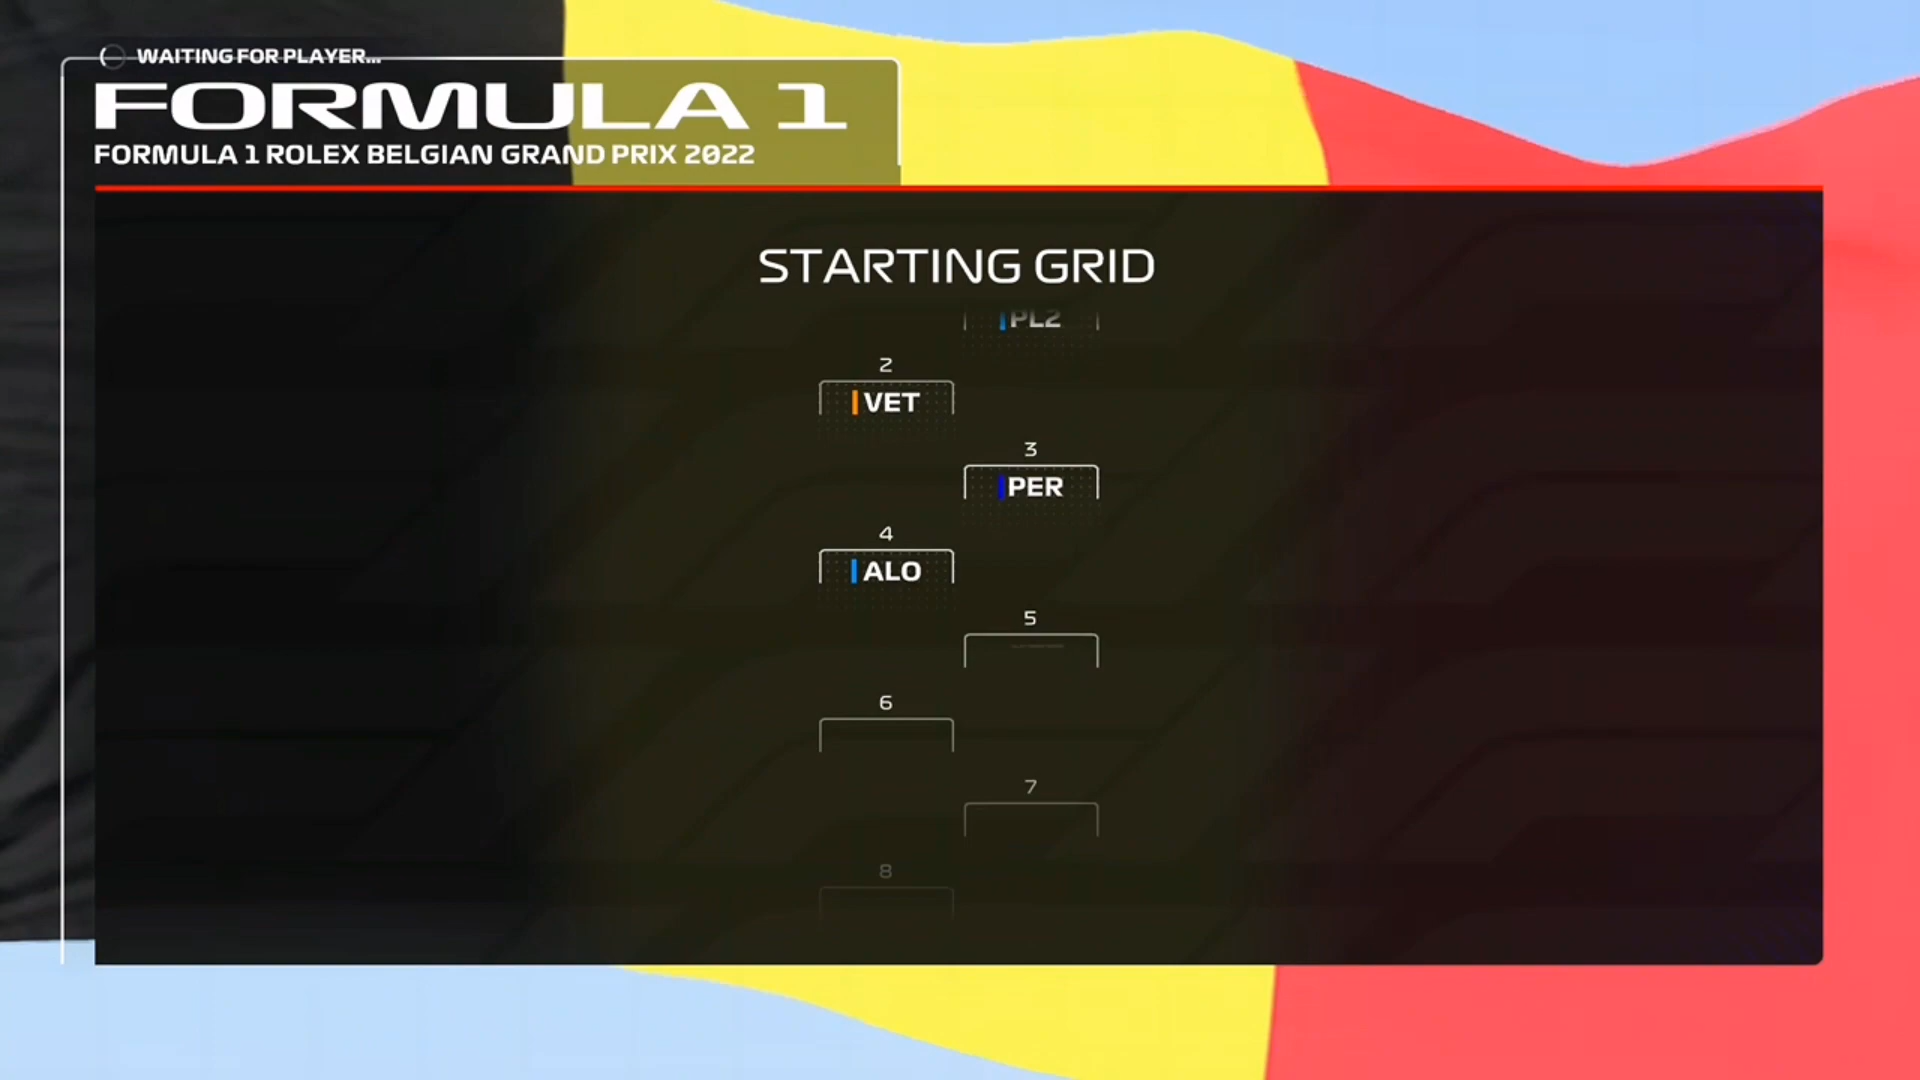 WAITING FOR PLAYER...
FORMULA 1
FORMULA 1 ROLEX BELGIAN GRAND PRIX 2022
STARTING GRID
PL2
2
VET
3
PER
4
ALO
5
6
7
8